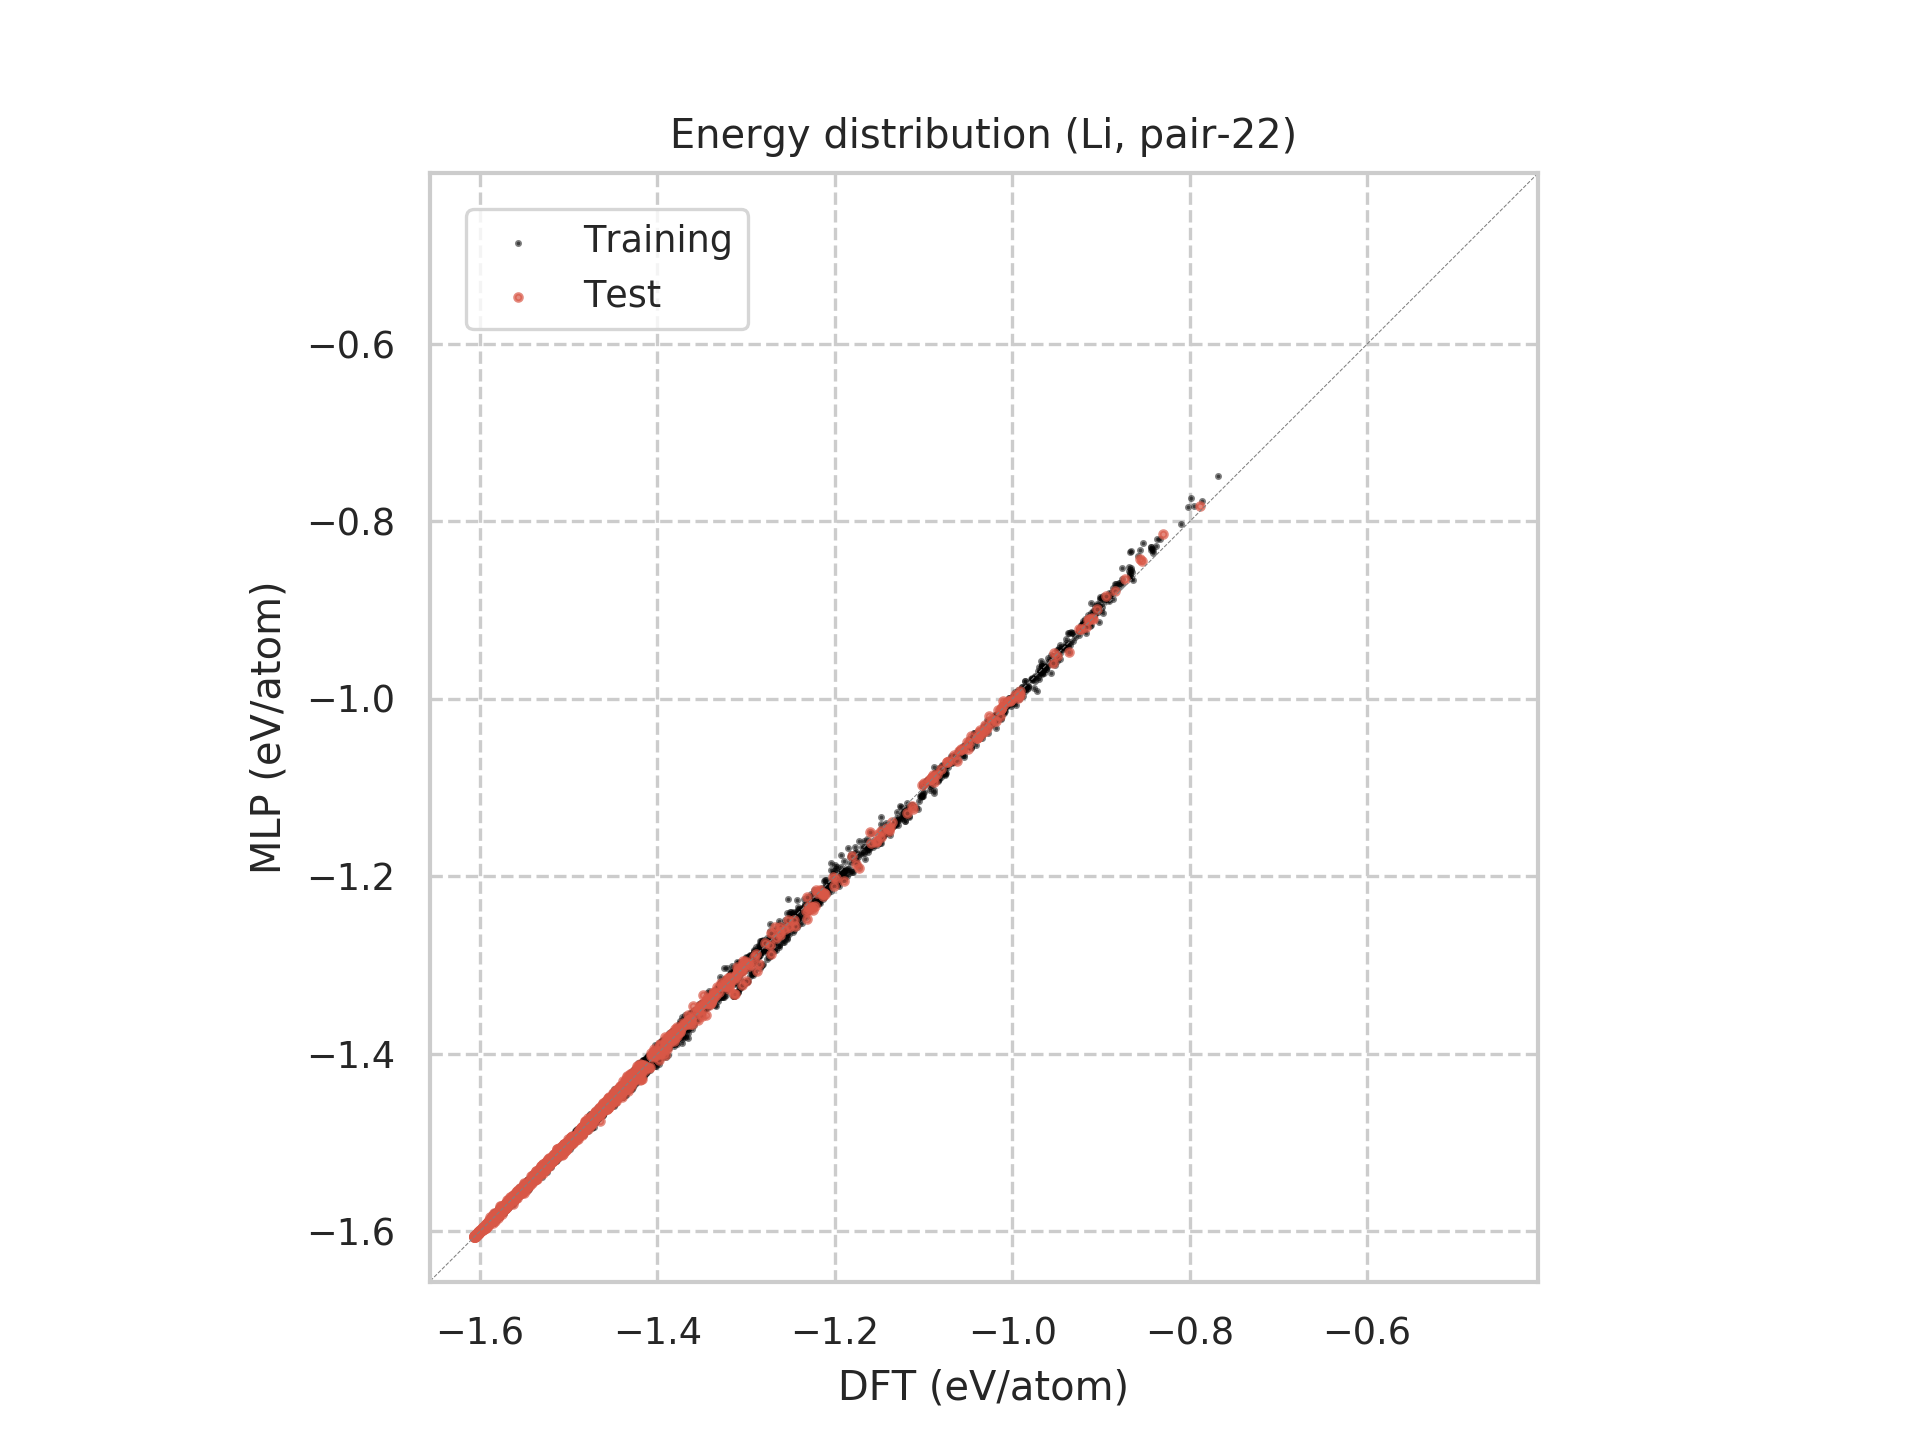 Energy distribution (Li, pair-22)
Training
Test
−0.6
−0.8
−1.0
−1.2
−1.4
−1.6
MLP (eV/atom)
−1.6 −1.4 −1.2 −1.0 −0.8 −0.6
DFT (eV/atom)